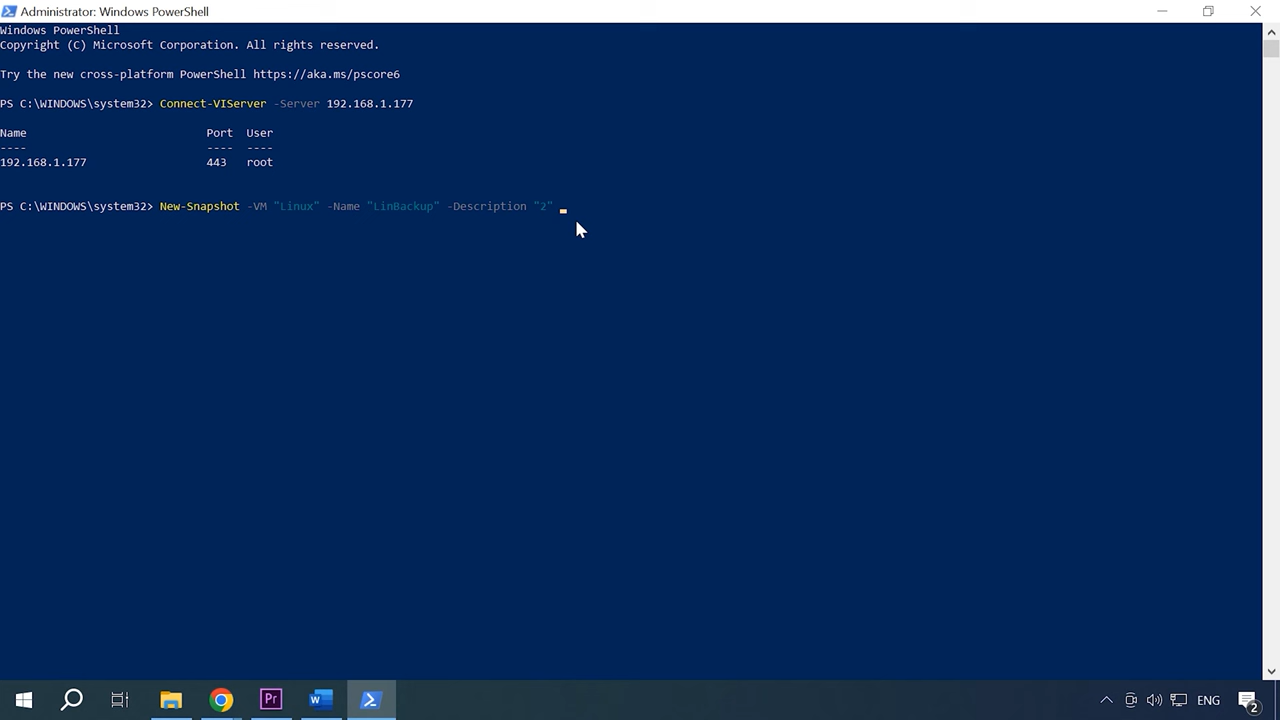 Administrator: Windows PowerShell
Windows PowerShell
Copyright (C) Microsoft Corporation. All rights reserved.
Try the new cross-platform PowerShell https://aka.ms/pscore6
PS C:\WINDOWS\system32> Connect-VIServer -Server 192.168.1.177
Name Port User
---- ---- ----
192.168.1.177 443 root
PS C:\WINDOWS\system32> New-Snapshot -VM "Linux" -Name "LinBackup" -Description "2"
Pr ENG 2